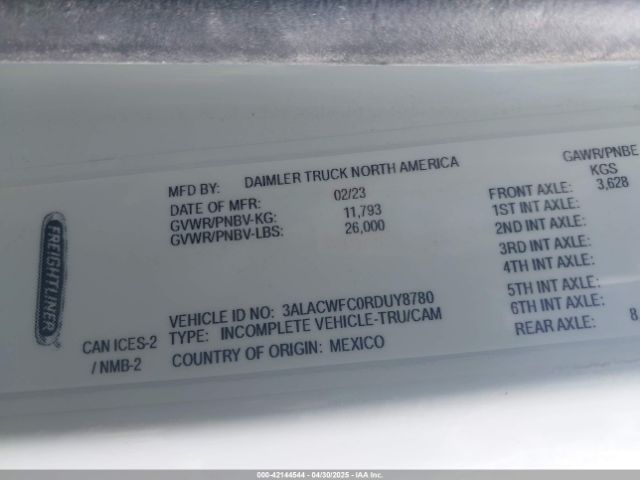 MFD BY: DAIMLER TRUCK NORTH AMERICA
DATE OF MFR: 02/23
GVWR/PNBV-KG: 11,793
GVWR/PNBV-LBS: 26,000
GAWR/PNBE
KGS
FRONT AXLE: 3,628
1ST INT AXLE:
2ND INT AXLE:
3RD INT AXLE:
4TH INT AXLE:
5TH INT AXLE:
6TH INT AXLE:
REAR AXLE: 8
FREIGHTLINER
CAN ICES-2
/ NMB-2
VEHICLE ID NO: 3ALACWFC0RDUY8780
TYPE: INCOMPLETE VEHICLE-TRU/CAM
COUNTRY OF ORIGIN: MEXICO
000-42144544 - 04/30/2025 - IAA Inc.